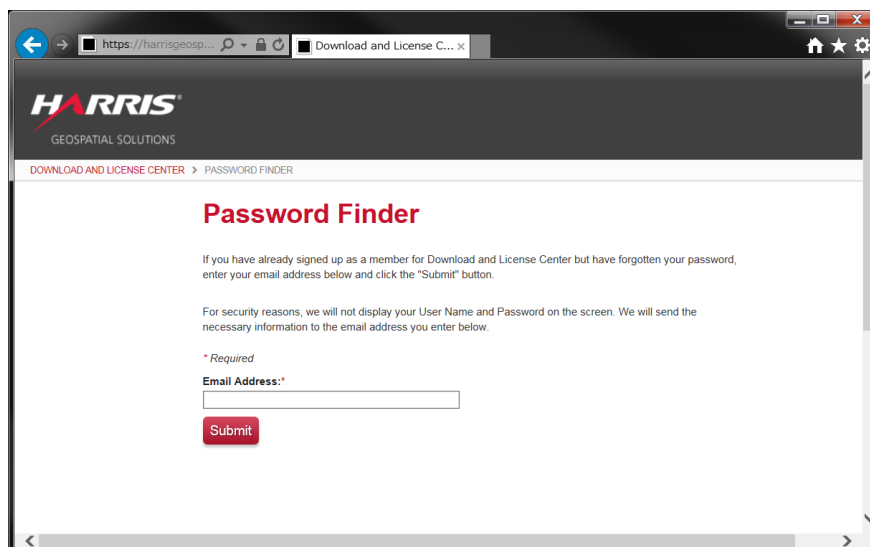 https://harrisgeosp...
Download and License C... ×
HARRIS®
GEOSPATIAL SOLUTIONS
DOWNLOAD AND LICENSE CENTER > PASSWORD FINDER
Password Finder
If you have already signed up as a member for Download and License Center but have forgotten your password,
enter your email address below and click the "Submit" button.
For security reasons, we will not display your User Name and Password on the screen. We will send the
necessary information to the email address you enter below.
* Required
Email Address:*
Submit